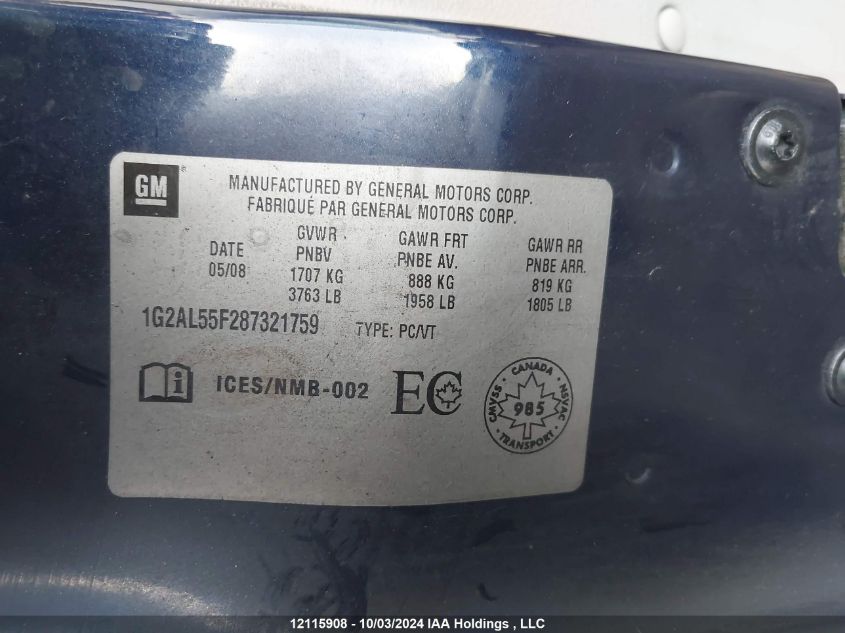 GM
MANUFACTURED BY GENERAL MOTORS CORP.
FABRIQUÉ PAR GENERAL MOTORS CORP.
DATE GVWR GAWR FRT GAWR RR
05/08 PNBV PNBE AV. PNBE ARR.
1707 KG 888 KG 819 KG
3763 LB 1958 LB 1805 LB
1G2AL55F287321759 TYPE: PC/VT
i ICES/NMB-002 EC
CANADA
CMVSS 985 NSVAC
TRANSPORT
12115908 - 10/03/2024 IAA Holdings , LLC